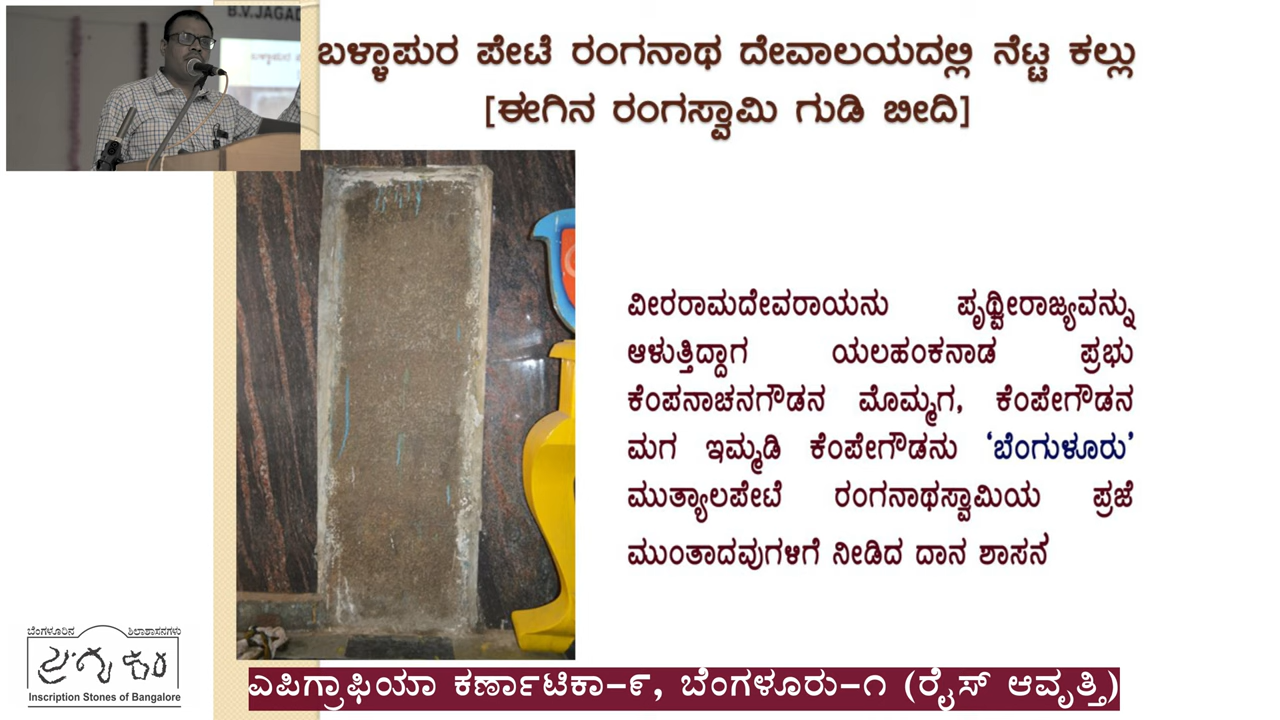 B.V.JAGAD
ಬಳ್ಳಾಪುರ ಪೇಟೆ ರಂಗನಾಥ ದೇವಾಲಯದಲ್ಲಿ ನೆಟ್ಟ ಕಲ್ಲು
[ಈಗಿನ ರಂಗಸ್ವಾಮಿ ಗುಡಿ ಬೀದಿ]
ವೀರರಾಮದೇವರಾಯನು ಪೃಥ್ವೀರಾಜ್ಯವನ್ನು
ಆಳುತ್ತಿದ್ದಾಗ ಯಲಹಂಕನಾಡ ಪ್ರಭು
ಕೆಂಪನಾಚನಗೌಡನ ಮೊಮ್ಮಗ, ಕೆಂಪೇಗೌಡನ
ಮಗ ಇಮ್ಮಡಿ ಕೆಂಪೇಗೌಡನು ‘ಬೆಂಗುಳೂರು’
ಮುತ್ಯಾಲಪೇಟೆ ರಂಗನಾಥಸ್ವಾಮಿಯ ಪ್ರಜೆ
ಮುಂತಾದವುಗಳಿಗೆ ನೀಡಿದ ದಾನ ಶಾಸನ
ಎಪಿಗ್ರಾಫಿಯಾ ಕರ್ಣಾಟಿಕಾ-೯, ಬೆಂಗಳೂರು-೧ (ರೈಸ್ ಆವೃತ್ತಿ)
ಬೆಂಗಳೂರಿನ ಶಿಲಾಶಾಸನಗಳು
Inscription Stones of Bangalore